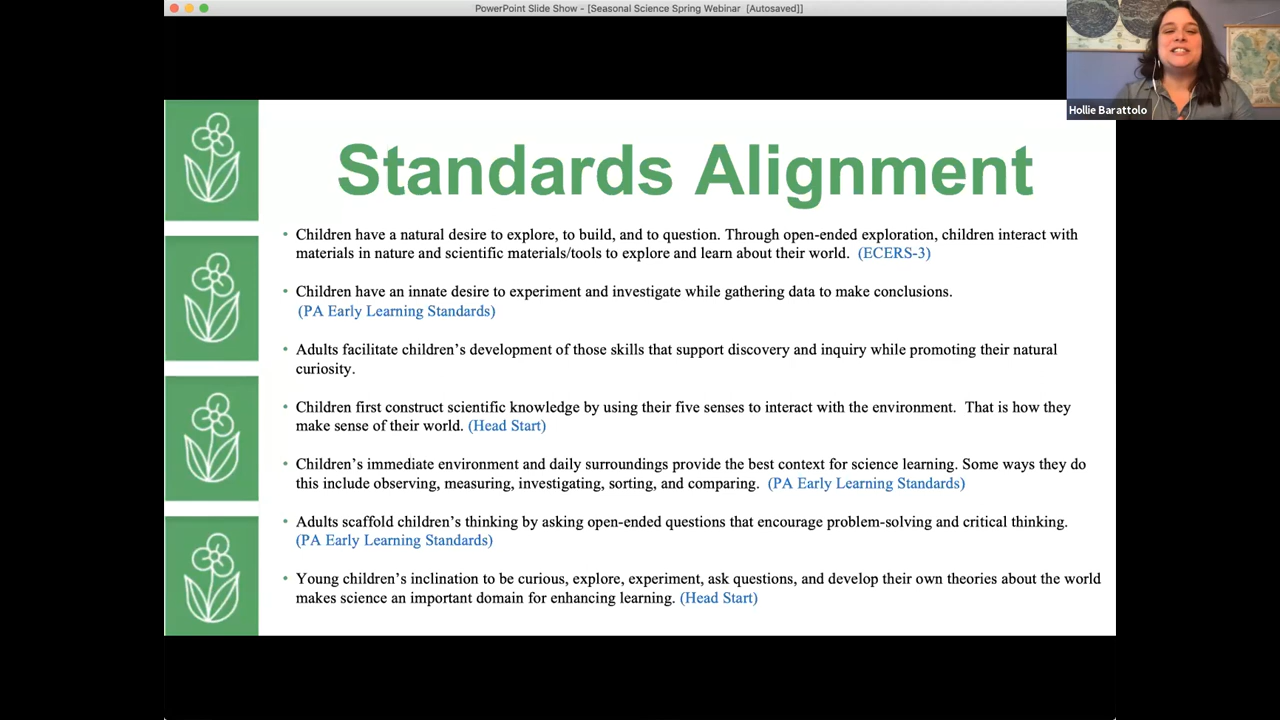 PowerPoint Slide Show - [Seasonal Science Spring Webinar [Autosaved]]
Hollie Barattolo
Standards Alignment
• Children have a natural desire to explore, to build, and to question. Through open-ended exploration, children interact with
materials in nature and scientific materials/tools to explore and learn about their world. (ECERS-3)
• Children have an innate desire to experiment and investigate while gathering data to make conclusions.
(PA Early Learning Standards)
• Adults facilitate children’s development of those skills that support discovery and inquiry while promoting their natural
curiosity.
• Children first construct scientific knowledge by using their five senses to interact with the environment. That is how they
make sense of their world. (Head Start)
• Children’s immediate environment and daily surroundings provide the best context for science learning. Some ways they do
this include observing, measuring, investigating, sorting, and comparing. (PA Early Learning Standards)
• Adults scaffold children’s thinking by asking open-ended questions that encourage problem-solving and critical thinking.
(PA Early Learning Standards)
• Young children’s inclination to be curious, explore, experiment, ask questions, and develop their own theories about the world
makes science an important domain for enhancing learning. (Head Start)